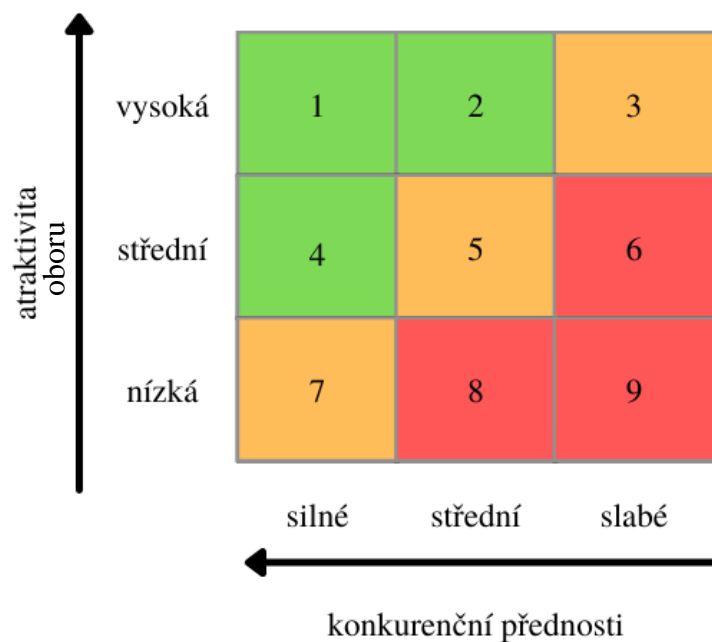 vysoká 1 2 3
atraktivita
oboru
střední 4 5 6
nízká 7 8 9
silné střední slabé
konkurenční přednosti